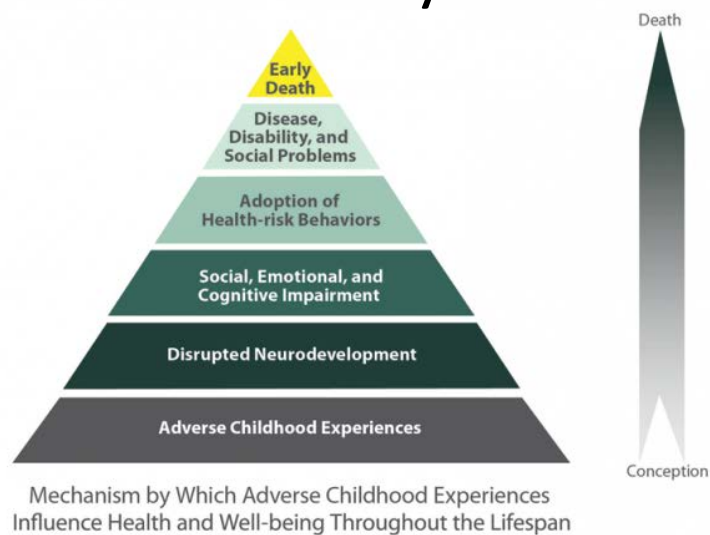 Death
Early
Death
Disease,
Disability, and
Social Problems
Adoption of
Health-risk Behaviors
Social, Emotional, and
Cognitive Impairment
Disrupted Neurodevelopment
Adverse Childhood Experiences
Conception
Mechanism by Which Adverse Childhood Experiences
Influence Health and Well-being Throughout the Lifespan